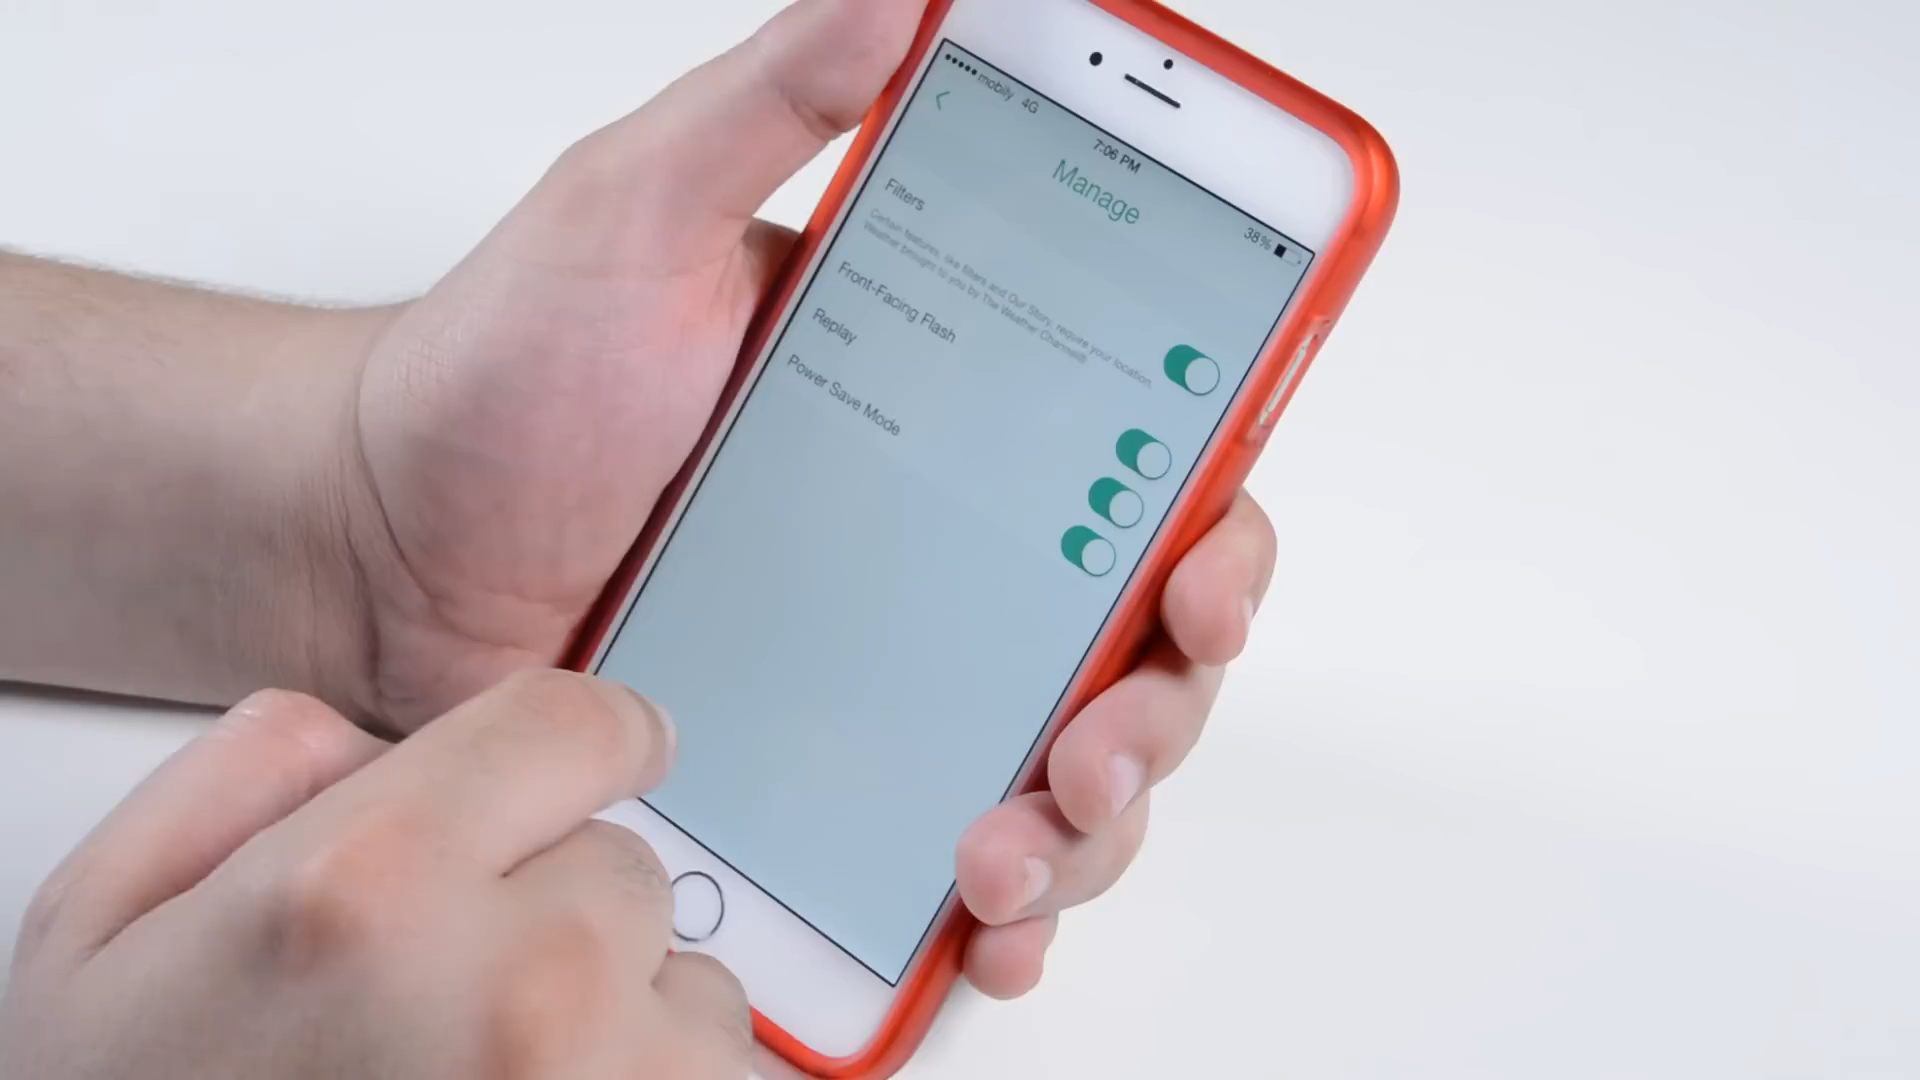 mobily 4G
7:06 PM
38%
Manage
Filters
Certain features, like filters and Our Story, require your location.
Weather brought to you by The Weather Channel®
Front-Facing Flash
Replay
Power Save Mode